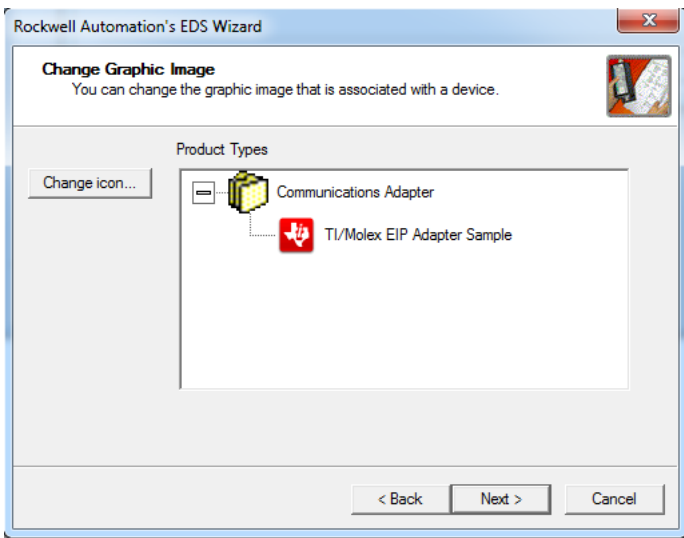 Rockwell Automation's EDS Wizard
Change Graphic Image
You can change the graphic image that is associated with a device.
Product Types
Change icon...
Communications Adapter
TI/Molex EIP Adapter Sample
< Back
Next >
Cancel